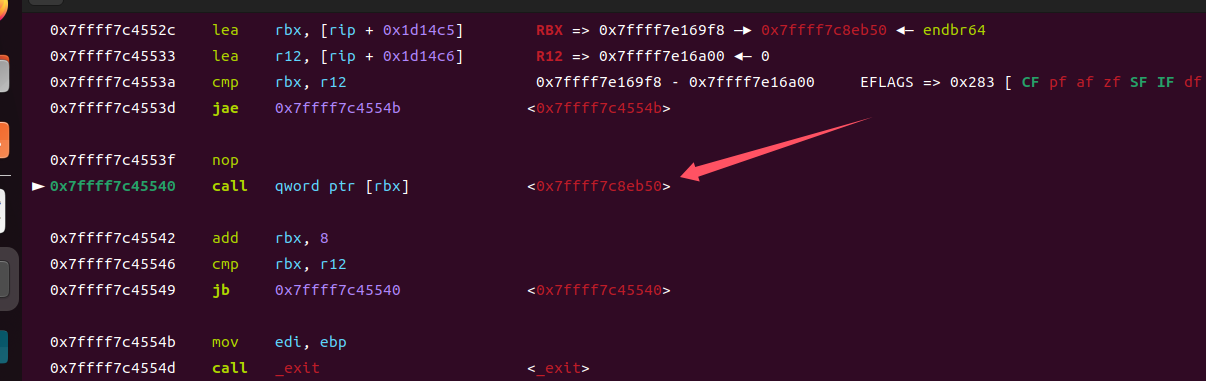 0x7ffff7c4552c lea rbx, [rip + 0x1d14c5] RBX => 0x7ffff7e169f8 —▸ 0x7ffff7c8eb50 ◂— endbr64
0x7ffff7c45533 lea r12, [rip + 0x1d14c6] R12 => 0x7ffff7e16a00 ◂— 0
0x7ffff7c4553a cmp rbx, r12 0x7ffff7e169f8 - 0x7ffff7e16a00 EFLAGS => 0x283 [ CF pf af zf SF IF df
0x7ffff7c4553d jae 0x7ffff7c4554b <0x7ffff7c4554b>
0x7ffff7c4553f nop
► 0x7ffff7c45540 call qword ptr [rbx] <0x7ffff7c8eb50>
0x7ffff7c45542 add rbx, 8
0x7ffff7c45546 cmp rbx, r12
0x7ffff7c45549 jb 0x7ffff7c45540 <0x7ffff7c45540>
0x7ffff7c4554b mov edi, ebp
0x7ffff7c4554d call _exit <_exit>